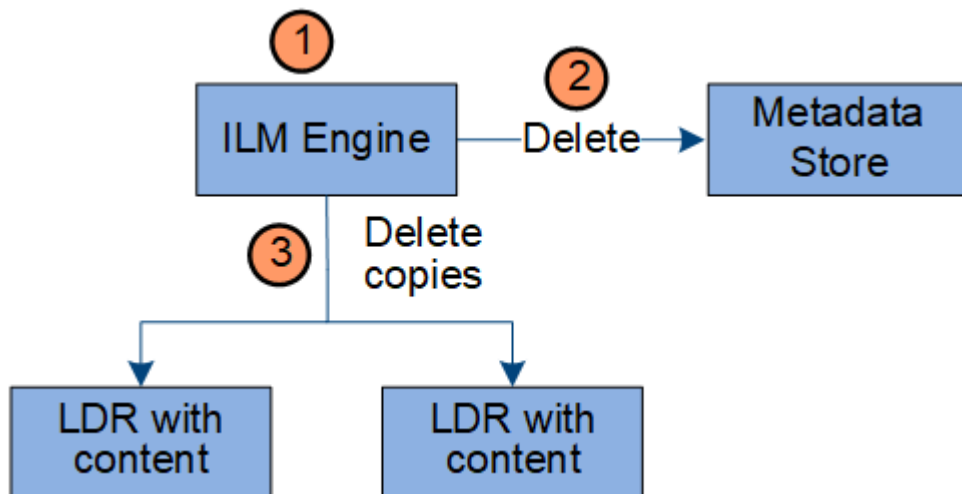 1
ILM Engine
2
Delete
Metadata
Store
3
Delete
copies
LDR with
content
LDR with
content